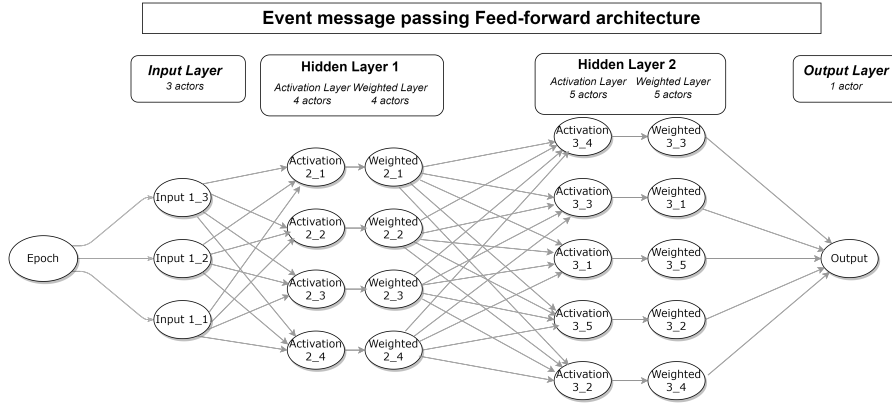 Event message passing Feed-forward architecture
Input Layer
3 actors
Hidden Layer 1
Activation Layer Weighted Layer
4 actors 4 actors
Hidden Layer 2
Activation Layer Weighted Layer
5 actors 5 actors
Output Layer
1 actor
Epoch
Input 1_3
Input 1_2
Input 1_1
Activation
2_1
Activation
2_2
Activation
2_3
Activation
2_4
Weighted
2_1
Weighted
2_2
Weighted
2_3
Weighted
2_4
Activation
3_4
Activation
3_3
Activation
3_1
Activation
3_5
Activation
3_2
Weighted
3_3
Weighted
3_1
Weighted
3_5
Weighted
3_2
Weighted
3_4
Output